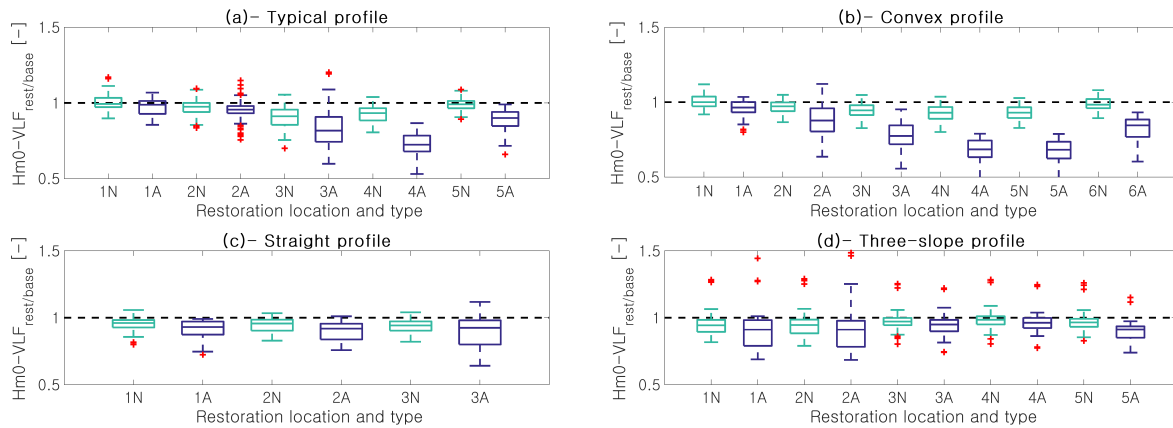 (a)- Typical profile
Hm0-VLF rest/base [-]
1.5
1
0.5
1N 1A 2N 2A 3N 3A 4N 4A 5N 5A
Restoration location and type
(b)- Convex profile
Hm0-VLF rest/base [-]
1.5
1
0.5
1N 1A 2N 2A 3N 3A 4N 4A 5N 5A 6N 6A
Restoration location and type
(c)- Straight profile
Hm0-VLF rest/base [-]
1.5
1
0.5
1N 1A 2N 2A 3N 3A
Restoration location and type
(d)- Three-slope profile
Hm0-VLF rest/base [-]
1.5
1
0.5
1N 1A 2N 2A 3N 3A 4N 4A 5N 5A
Restoration location and type